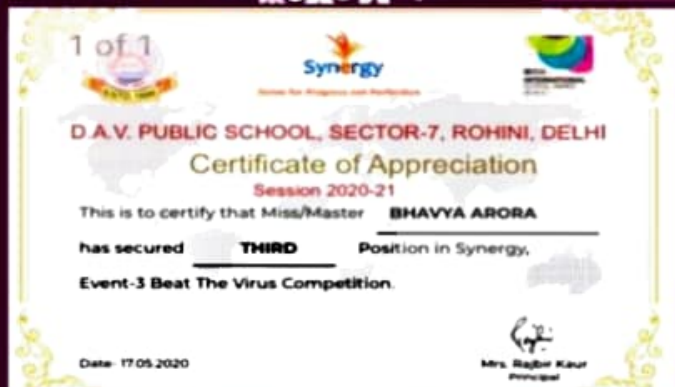 1 of 1
Synergy
D.A.V. PUBLIC SCHOOL, SECTOR-7, ROHINI, DELHI
Certificate of Appreciation
Session 2020-21
This is to certify that Miss/Master BHAVYA ARORA
has secured THIRD Position in Synergy,
Event-3 Beat The Virus Competition.
Date- 17.05.2020
Mrs. Rajbir Kaur
Principal